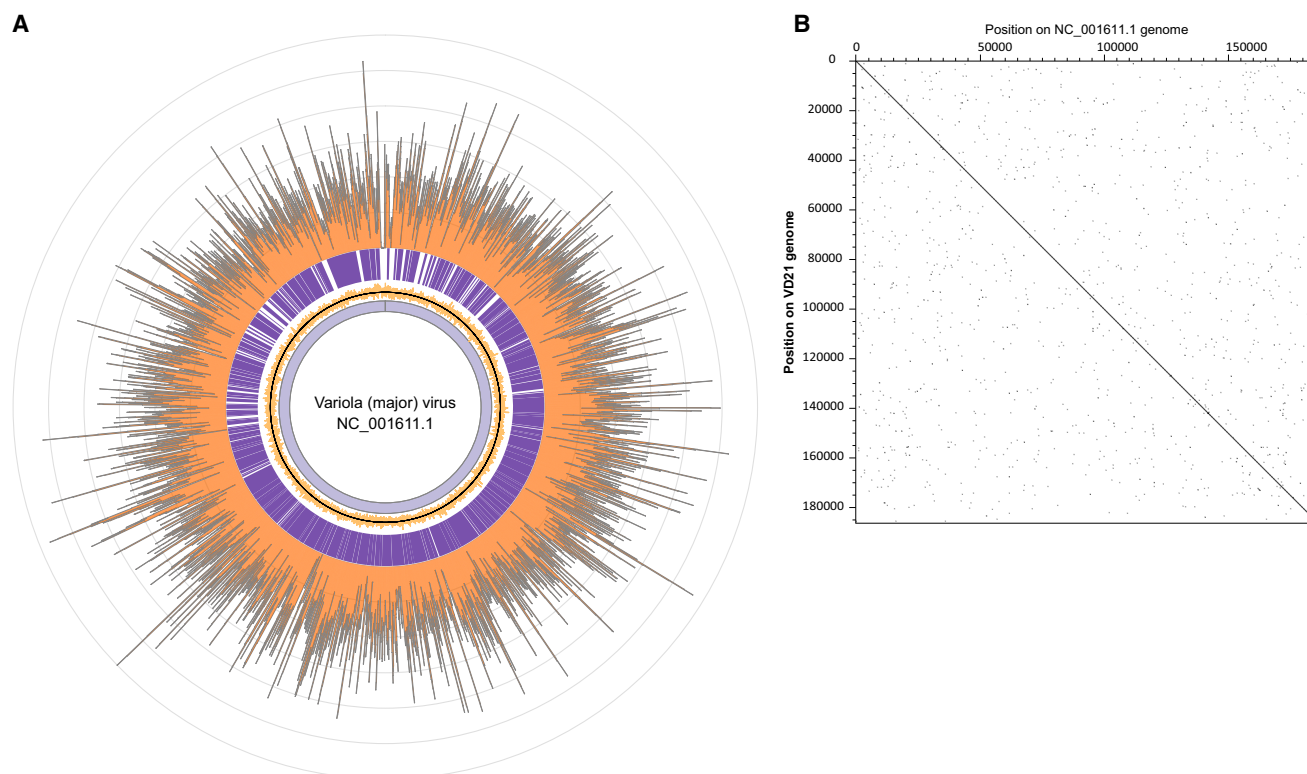 A
Variola (major) virus
NC_001611.1
B
Position on NC_001611.1 genome
0 50000 100000 150000
Position on VD21 genome
0
20000
40000
60000
80000
100000
120000
140000
160000
180000